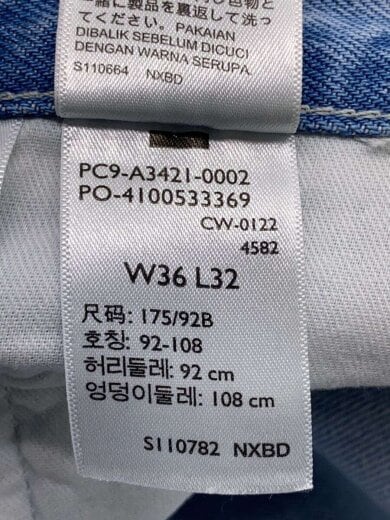 に製品を裏返して洗っ
てください。PAKAIAN
DIBALIK SEBELUM DICUCI
DENGAN WARNA SERUPA.
S110664 NXBD
PC9-A3421-0002
PO-4100533369
CW-0122
4582
W36 L32
尺码: 175/92B
호칭: 92-108
허리둘레: 92 cm
엉덩이둘레: 108 cm
S110782 NXBD